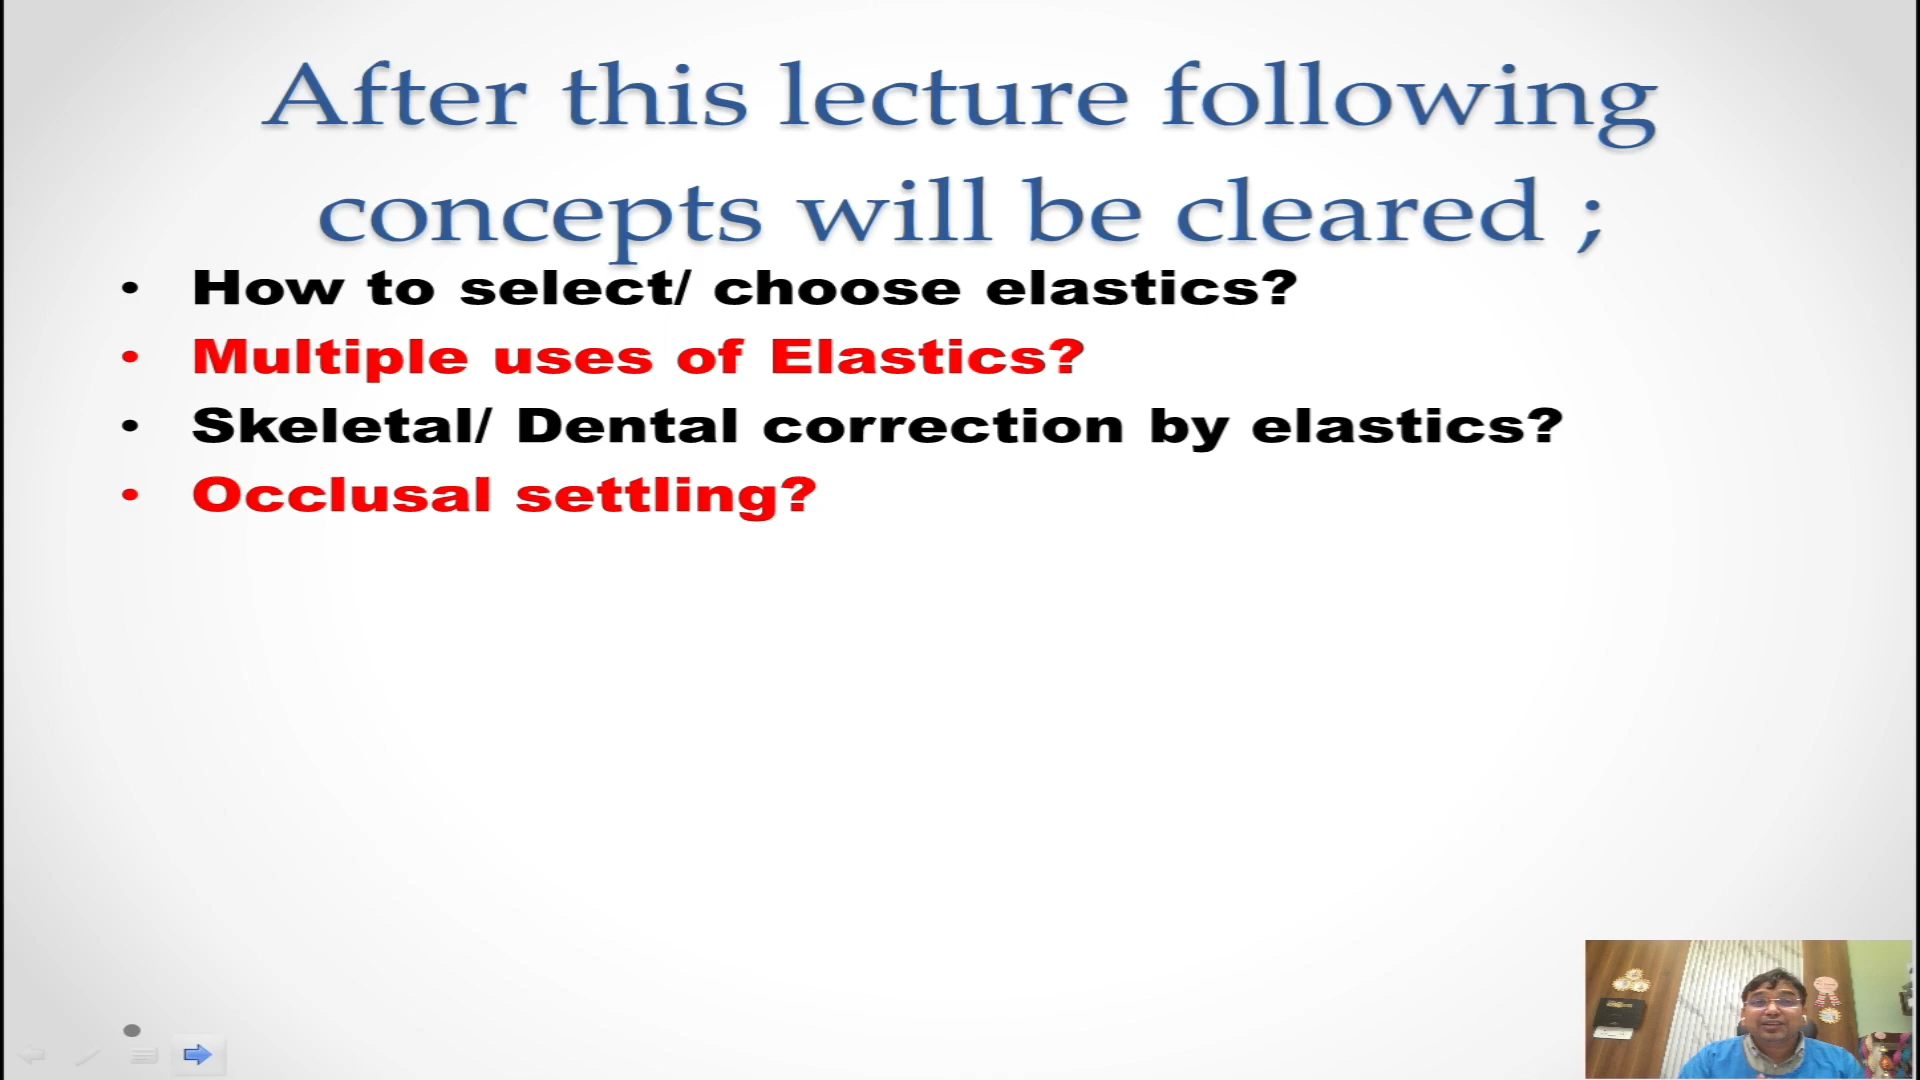 After this lecture following
concepts will be cleared ;
• How to select/ choose elastics?
• Multiple uses of Elastics?
• Skeletal/ Dental correction by elastics?
• Occlusal settling?